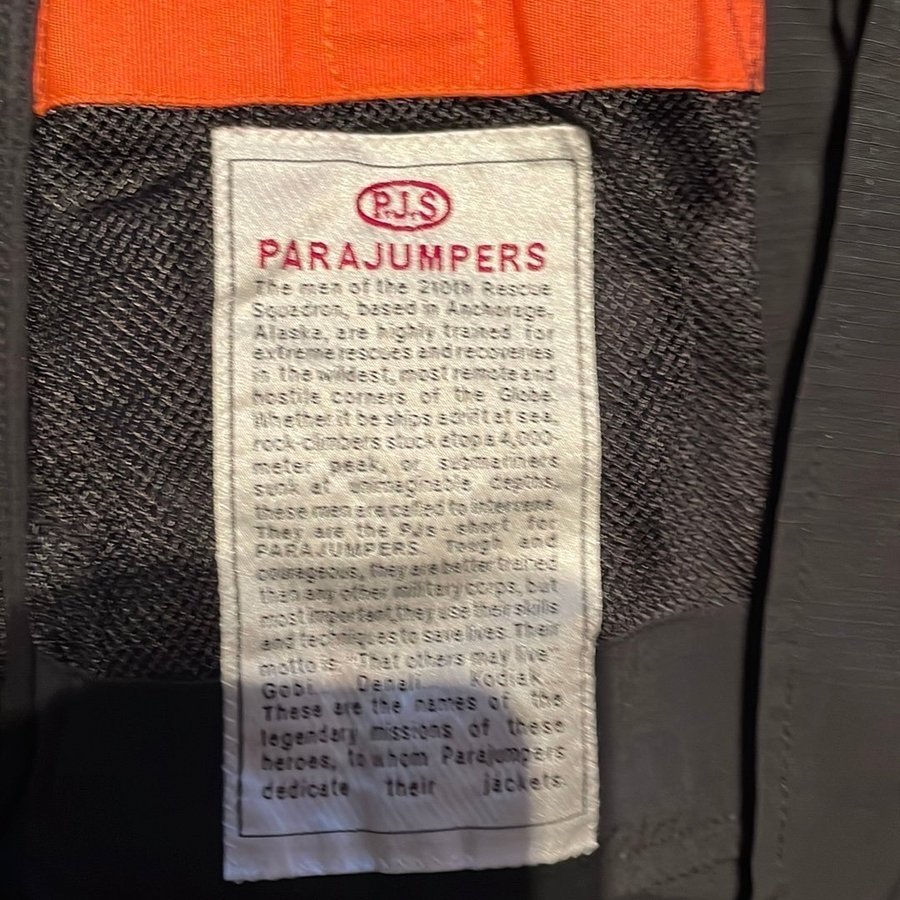 P.J.S
PARAJUMPERS
The men of the 210th Rescue
Squadron, based in Anchorage,
Alaska, are highly trained for
extreme rescues and recoveries
in the wildest, most remote and
hostile corners of the Globe.
Whether it be ships adrift at sea,
rock-climbers stuck atop a 4,000-
meter peak, or submariners
sunk at unimaginable depths,
these men are called to intervene.
They are the PJs - short for
PARAJUMPERS. Tough and
courageous, they are better trained
than any other military corps, but
most important, they use their skills
and techniques to save lives. Their
motto is: "That others may live"
Gobi... Denali... Kodiak...
These are the names of the
legendary missions of these
heroes, to whom Parajumpers
dedicate their jackets.